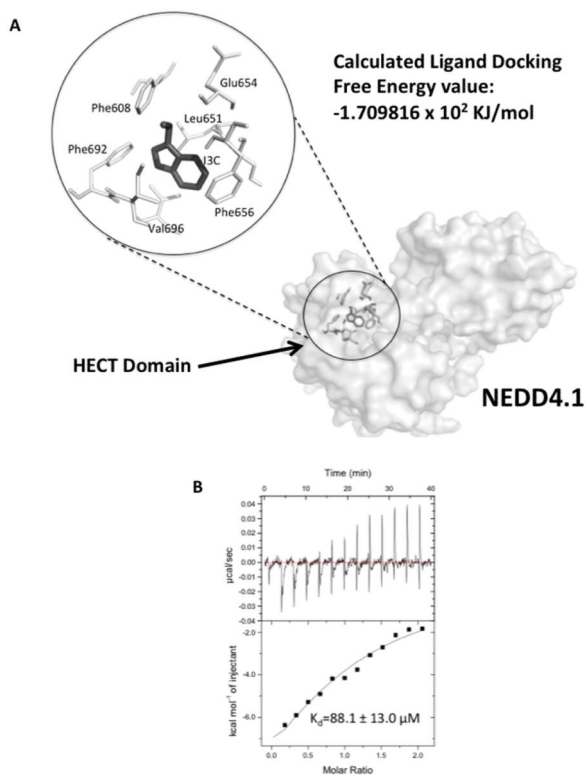 A
Calculated Ligand Docking
Free Energy value:
-1.709816 x 10² KJ/mol
Glu654
Phe608
Leu651
Phe692
I3C
Phe656
Val696
HECT Domain
NEDD4.1
B
Time (min)
0 10 20 30 40
0.04
0.03
0.02
0.01
0.00
-0.01
-0.02
-0.03
-0.04
µcal/sec
-2.0
-4.0
-6.0
kcal mol⁻¹ of injectant
Kd=88.1 ± 13.0 µM
0.0 0.5 1.0 1.5 2.0
Molar Ratio